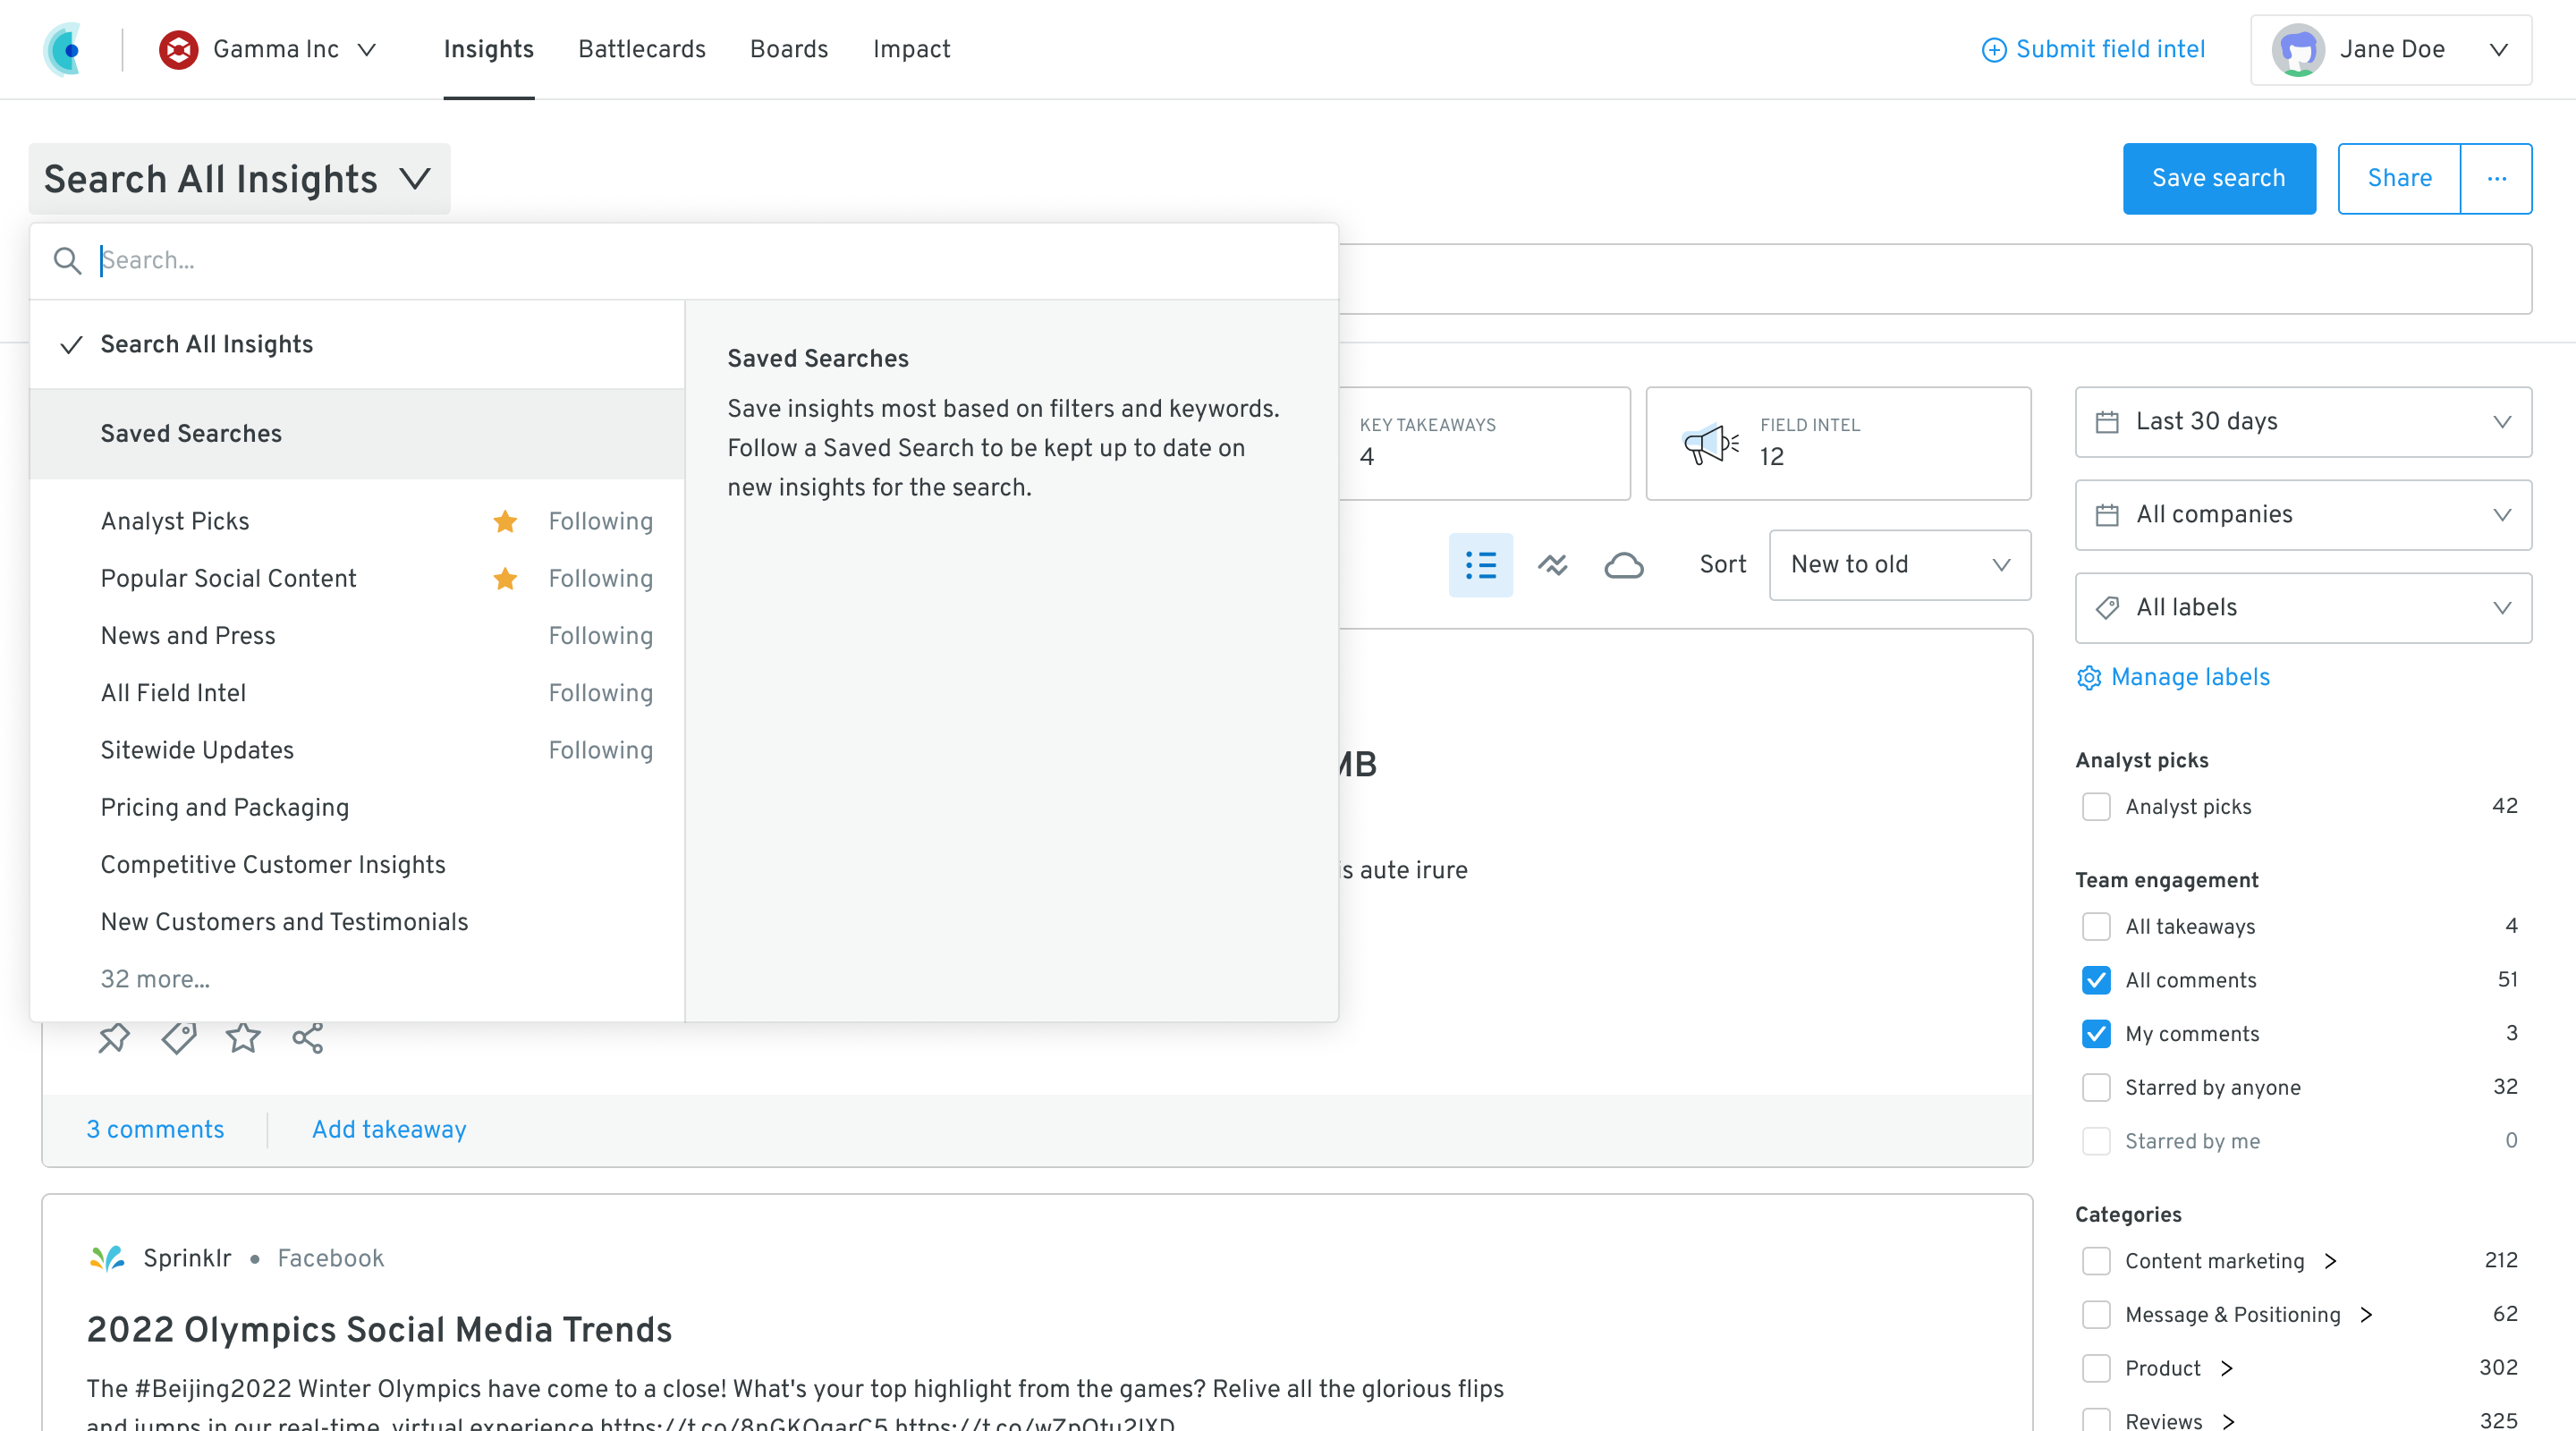 Gamma Inc
Insights
Battlecards
Boards
Impact
Submit field intel
Jane Doe
Search All Insights
Save search
Share
...
Search...
Search All Insights
Saved Searches
Analyst Picks Following
Popular Social Content Following
News and Press Following
All Field Intel Following
Sitewide Updates Following
Pricing and Packaging
Competitive Customer Insights
New Customers and Testimonials
32 more...
Saved Searches
Save insights most based on filters and keywords.
Follow a Saved Search to be kept up to date on
new insights for the search.
KEY TAKEAWAYS
4
FIELD INTEL
12
Sort
New to old
aute irure
3 comments
Add takeaway
Sprinklr • Facebook
2022 Olympics Social Media Trends
The #Beijing2022 Winter Olympics have come to a close! What's your top highlight from the games? Relive all the glorious flips
and jumps in our real-time, virtual experience
Last 30 days
All companies
All labels
Manage labels
Analyst picks
Analyst picks 42
Team engagement
All takeaways 4
All comments 51
My comments 3
Starred by anyone 32
Starred by me 0
Categories
Content marketing > 212
Message & Positioning > 62
Product > 302
Reviews > 325